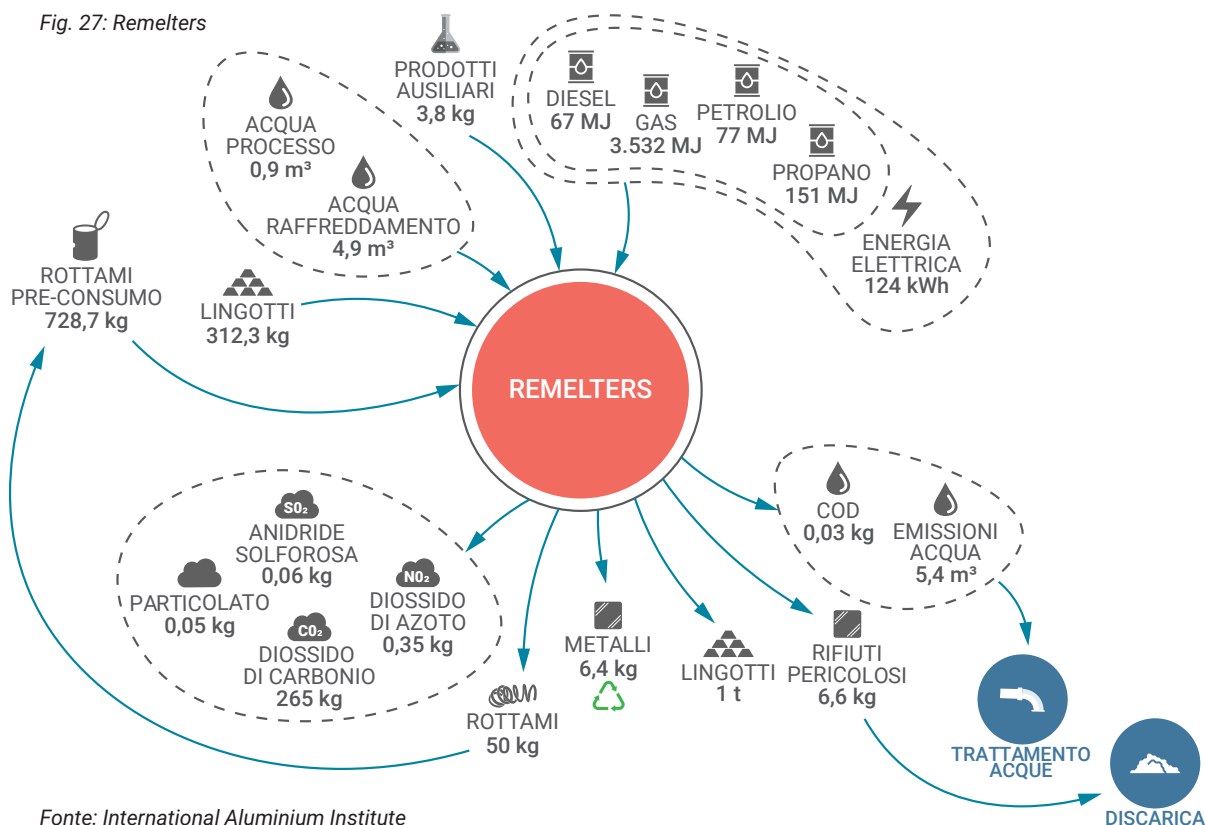 Fig. 27: Remelters
PRODOTTI
AUSILIARI
3,8 kg
DIESEL
67 MJ
GAS
3.532 MJ
PETROLIO
77 MJ
PROPANO
151 MJ
ENERGIA
ELETTRICA
124 kWh
ACQUA
PROCESSO
0,9 m³
ACQUA
RAFFREDDAMENTO
4,9 m³
ROTTAMI
PRE-CONSUMO
728,7 kg
LINGOTTI
312,3 kg
REMELTERS
SO₂
ANIDRIDE
SOLFOROSA
0,06 kg
PARTICOLATO
0,05 kg
NO₂
DIOSSIDO
DI AZOTO
0,35 kg
CO₂
DIOSSIDO
DI CARBONIO
265 kg
ROTTAMI
50 kg
METALLI
6,4 kg
LINGOTTI
1 t
RIFIUTI
PERICOLOSI
6,6 kg
COD
0,03 kg
EMISSIONI
ACQUA
5,4 m³
TRATTAMENTO
ACQUE
DISCARICA
Fonte: International Aluminium Institute